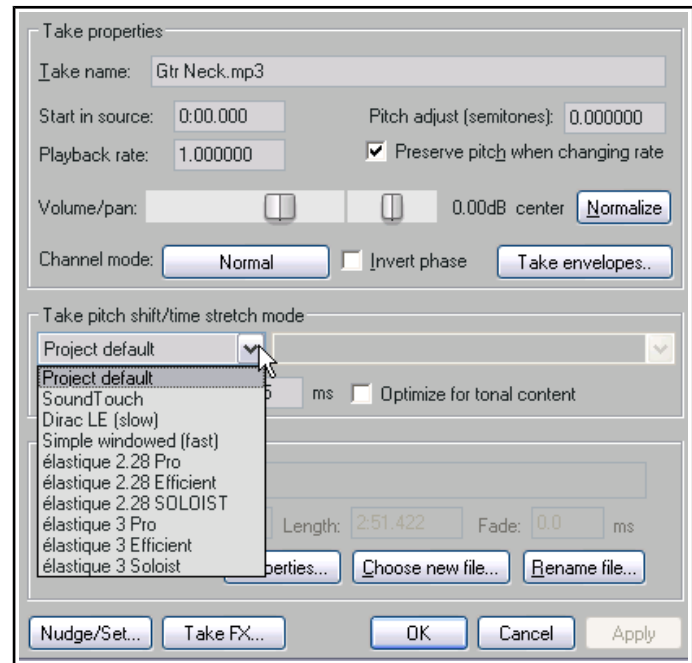 Take properties
Take name: Gtr Neck.mp3
Start in source: 0:00.000 Pitch adjust (semitones): 0.000000
Playback rate: 1.000000 Preserve pitch when changing rate
Volume/pan: 0.00dB center Normalize
Channel mode: Normal Invert phase Take envelopes..
Take pitch shift/time stretch mode
Project default
Project default
5 ms Optimize for tonal content
SoundTouch
Dirac LE (slow)
Simple windowed (fast)
élastique 2.28 Pro
élastique 2.28 Efficient
élastique 2.28 SOLOIST
élastique 3 Pro
élastique 3 Efficient
élastique 3 Soloist
Length: 2:51.422 Fade: 0.0 ms
Choose new file... Rename file...
Nudge/Set... Take FX... OK Cancel Apply